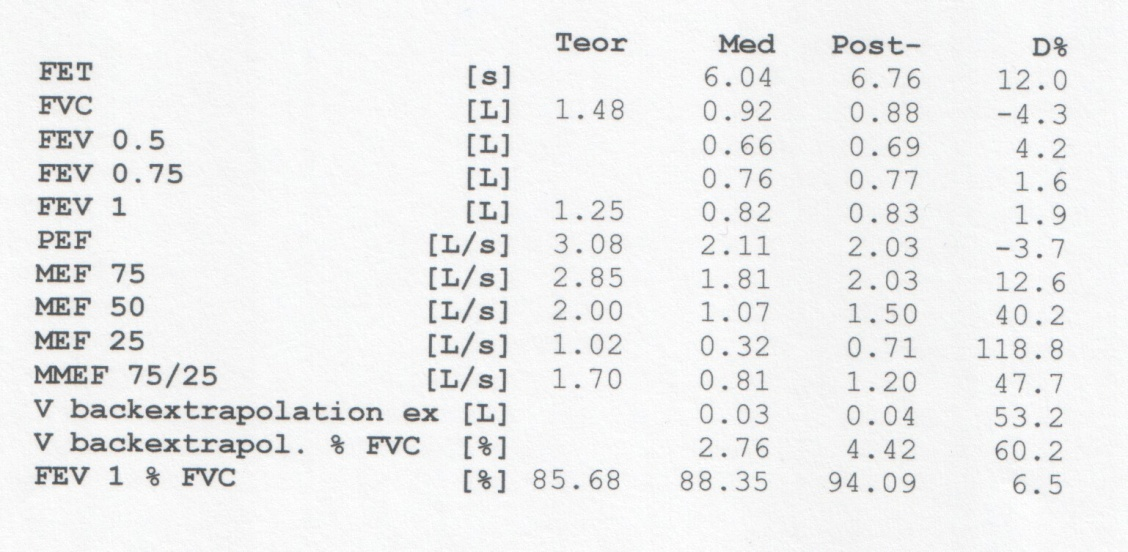 Teor Med Post- D%
FET [s] 6.04 6.76 12.0
FVC [L] 1.48 0.92 0.88 -4.3
FEV 0.5 [L] 0.66 0.69 4.2
FEV 0.75 [L] 0.76 0.77 1.6
FEV 1 [L] 1.25 0.82 0.83 1.9
PEF [L/s] 3.08 2.11 2.03 -3.7
MEF 75 [L/s] 2.85 1.81 2.03 12.6
MEF 50 [L/s] 2.00 1.07 1.50 40.2
MEF 25 [L/s] 1.02 0.32 0.71 118.8
MMEF 75/25 [L/s] 1.70 0.81 1.20 47.7
V backextrapolation ex [L] 0.03 0.04 53.2
V backextrapol. % FVC [%] 2.76 4.42 60.2
FEV 1 % FVC [%] 85.68 88.35 94.09 6.5